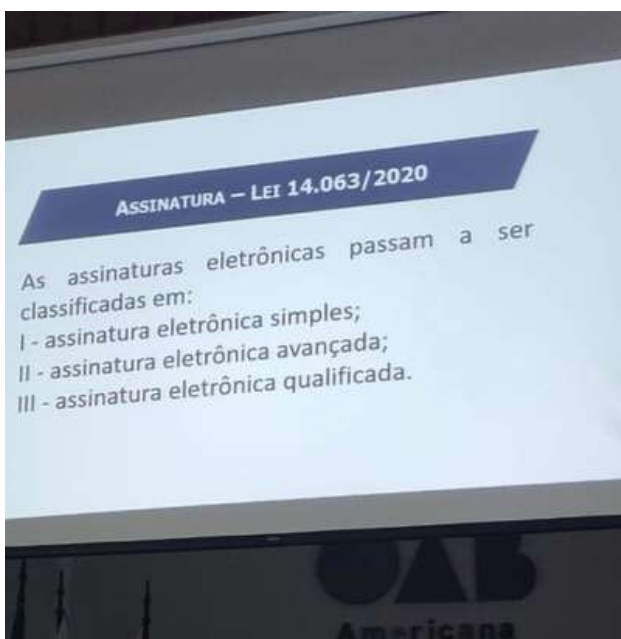 ASSINATURA – LEI 14.063/2020
As assinaturas eletrônicas passam a ser
classificadas em:
I - assinatura eletrônica simples;
II - assinatura eletrônica avançada;
III - assinatura eletrônica qualificada.
OAB
Americana